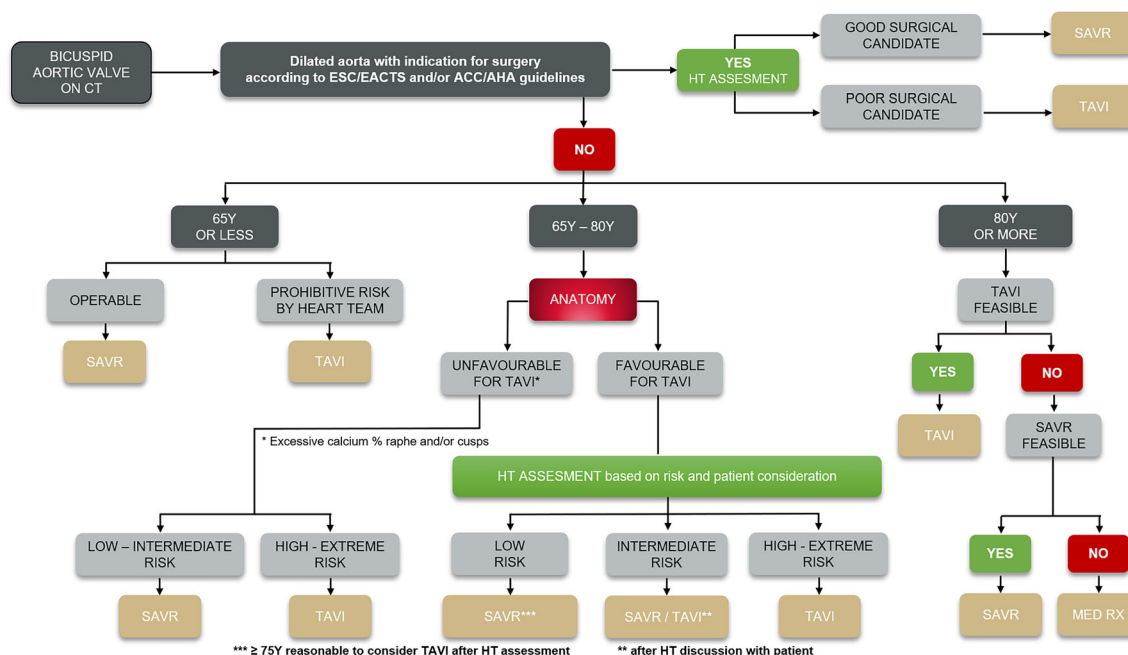 BICUSPID
AORTIC VALVE
ON CT
Dilated aorta with indication for surgery
according to ESC/EACTS and/or ACC/AHA guidelines
YES
HT ASSESMENT
GOOD SURGICAL
CANDIDATE
SAVR
POOR SURGICAL
CANDIDATE
TAVI
NO
65Y
OR LESS
65Y – 80Y
80Y
OR MORE
OPERABLE
PROHIBITIVE RISK
BY HEART TEAM
ANATOMY
TAVI
FEASIBLE
SAVR
TAVI
UNFAVOURABLE
FOR TAVI*
FAVOURABLE
FOR TAVI
YES
NO
* Excessive calcium % raphe and/or cusps
TAVI
SAVR
FEASIBLE
HT ASSESMENT based on risk and patient consideration
LOW – INTERMEDIATE
RISK
HIGH - EXTREME
RISK
LOW
RISK
INTERMEDIATE
RISK
HIGH - EXTREME
RISK
YES
NO
SAVR
TAVI
SAVR***
SAVR / TAVI**
TAVI
SAVR
MED RX
*** ≥ 75Y reasonable to consider TAVI after HT assessment
** after HT discussion with patient